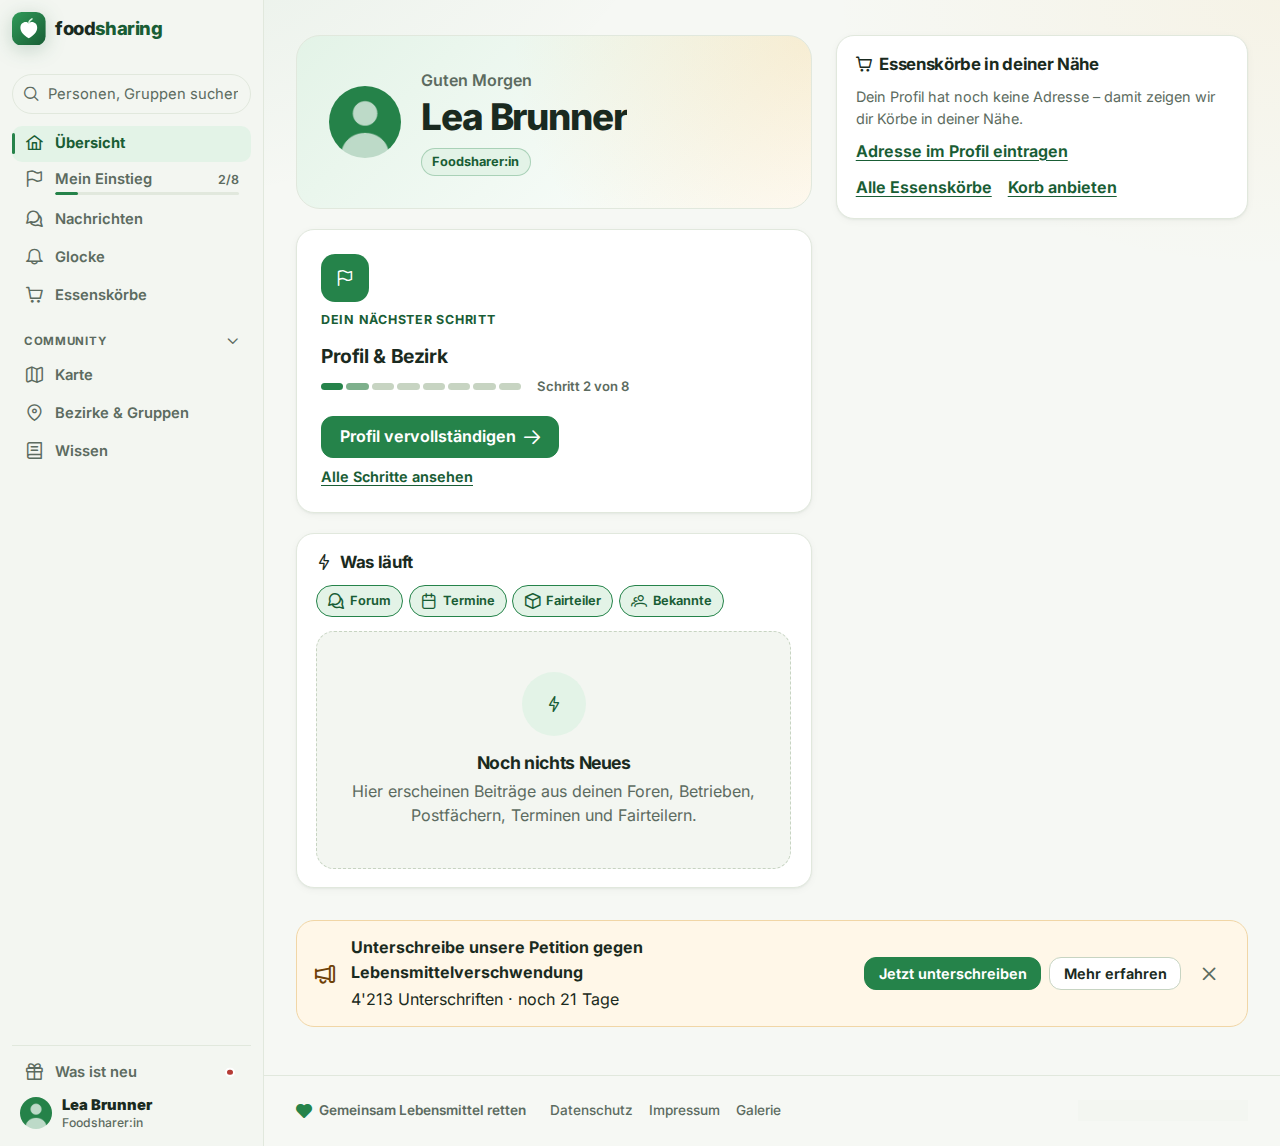 foodsharing
Personen, Gruppen sucher
Übersicht
Mein Einstieg 2/8
Nachrichten
Glocke
Essenskörbe
COMMUNITY
Karte
Bezirke & Gruppen
Wissen
Was ist neu
Lea Brunner
Foodsharer:in
Guten Morgen
Lea Brunner
Foodsharer:in
DEIN NÄCHSTER SCHRITT
Profil & Bezirk
Schritt 2 von 8
Profil vervollständigen
Alle Schritte ansehen
Was läuft
Forum Termine Fairteiler Bekannte
Noch nichts Neues
Hier erscheinen Beiträge aus deinen Foren, Betrieben,
Postfächern, Terminen und Fairteilern.
Essenskörbe in deiner Nähe
Dein Profil hat noch keine Adresse – damit zeigen wir
dir Körbe in deiner Nähe.
Adresse im Profil eintragen
Alle Essenskörbe Korb anbieten
Unterschreibe unsere Petition gegen
Lebensmittelverschwendung
4'213 Unterschriften · noch 21 Tage
Jetzt unterschreiben Mehr erfahren
Gemeinsam Lebensmittel retten Datenschutz Impressum Galerie